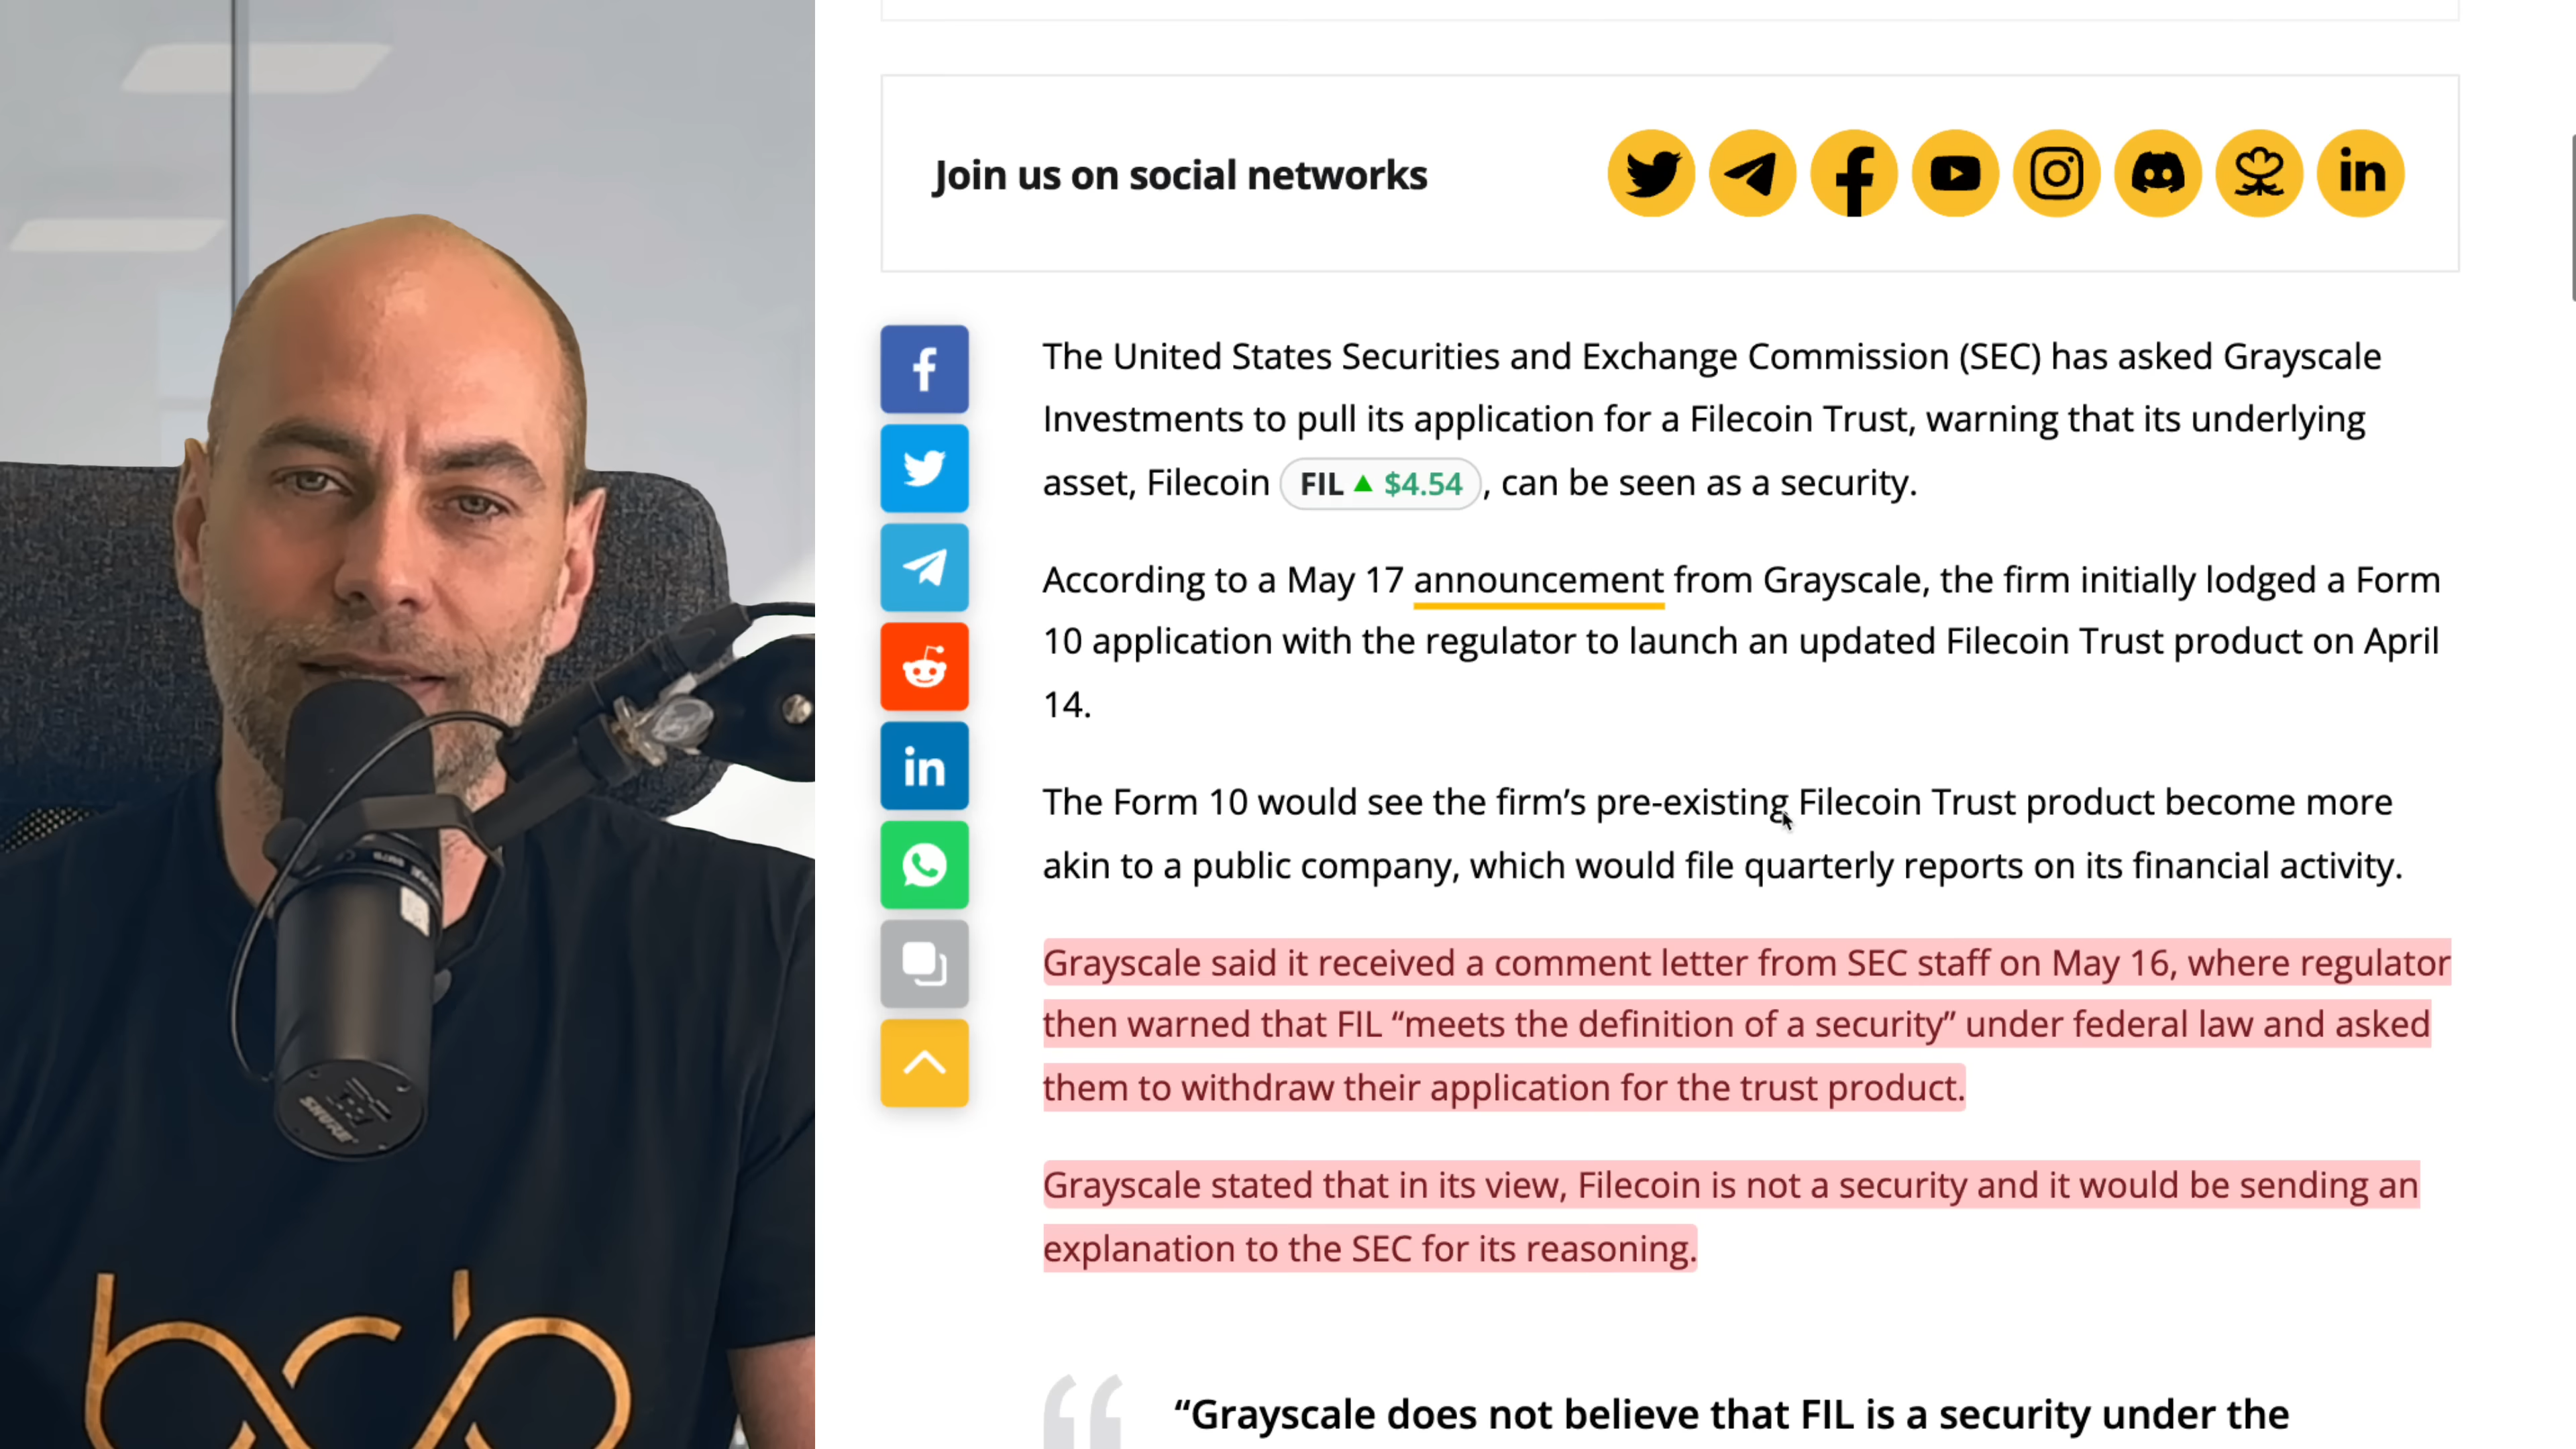 Join us on social networks
The United States Securities and Exchange Commission (SEC) has asked Grayscale
Investments to pull its application for a Filecoin Trust, warning that its underlying
asset, Filecoin FIL ▲ $4.54, can be seen as a security.
According to a May 17 announcement from Grayscale, the firm initially lodged a Form
10 application with the regulator to launch an updated Filecoin Trust product on April
14.
The Form 10 would see the firm's pre-existing Filecoin Trust product become more
akin to a public company, which would file quarterly reports on its financial activity.
Grayscale said it received a comment letter from SEC staff on May 16, where regulator
then warned that FIL “meets the definition of a security” under federal law and asked
them to withdraw their application for the trust product.
Grayscale stated that in its view, Filecoin is not a security and it would be sending an
explanation to the SEC for its reasoning.
“Grayscale does not believe that FIL is a security under the
SHURE
bcb